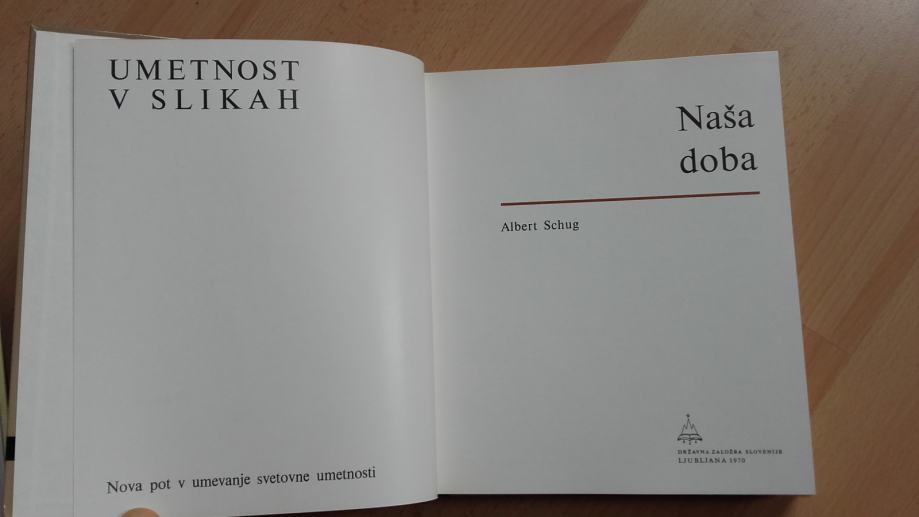 UMETNOST
V SLIKAH
Nova pot v umevanje svetovne umetnosti
Naša
doba
Albert Schug
DRŽAVNA ZALOŽBA SLOVENIJE
LJUBLJANA 1970